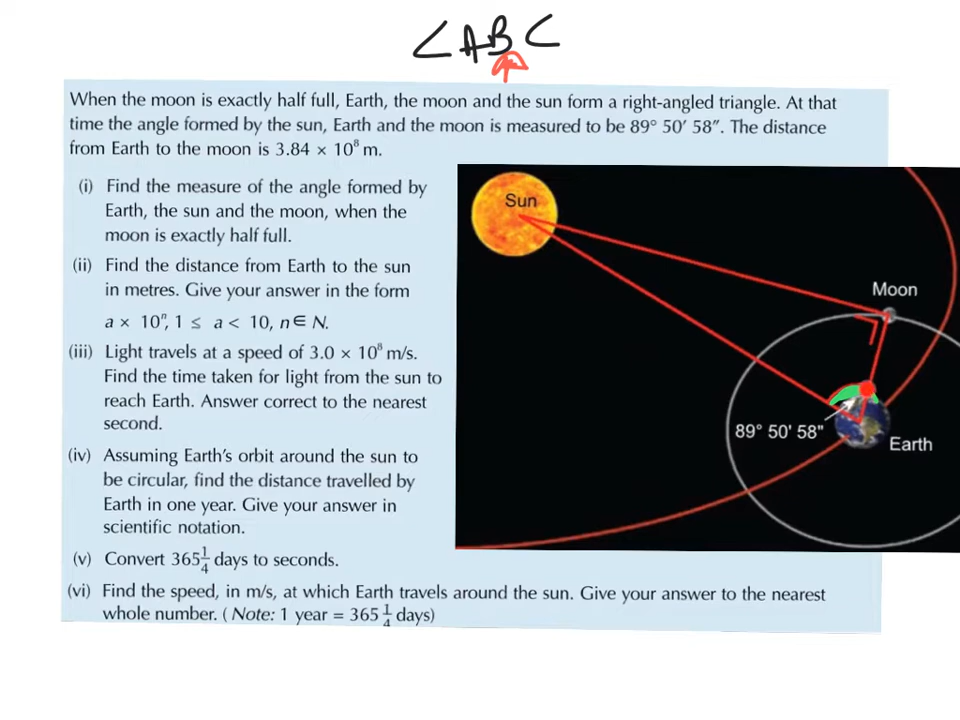 ∠ABC
When the moon is exactly half full, Earth, the moon and the sun form a right-angled triangle. At that
time the angle formed by the sun, Earth and the moon is measured to be 89° 50′ 58″. The distance
from Earth to the moon is 3.84 × 10⁸ m.
(i) Find the measure of the angle formed by
Earth, the sun and the moon, when the
moon is exactly half full.
(ii) Find the distance from Earth to the sun
in metres. Give your answer in the form
a × 10ⁿ, 1 ≤ a < 10, n ∈ N.
(iii) Light travels at a speed of 3.0 × 10⁸ m/s.
Find the time taken for light from the sun to
reach Earth. Answer correct to the nearest
second.
(iv) Assuming Earth's orbit around the sun to
be circular, find the distance travelled by
Earth in one year. Give your answer in
scientific notation.
(v) Convert 365 1/4 days to seconds.
(vi) Find the speed, in m/s, at which Earth travels around the sun. Give your answer to the nearest
whole number. (Note: 1 year = 365 1/4 days)
Sun
Moon
89° 50' 58"
Earth